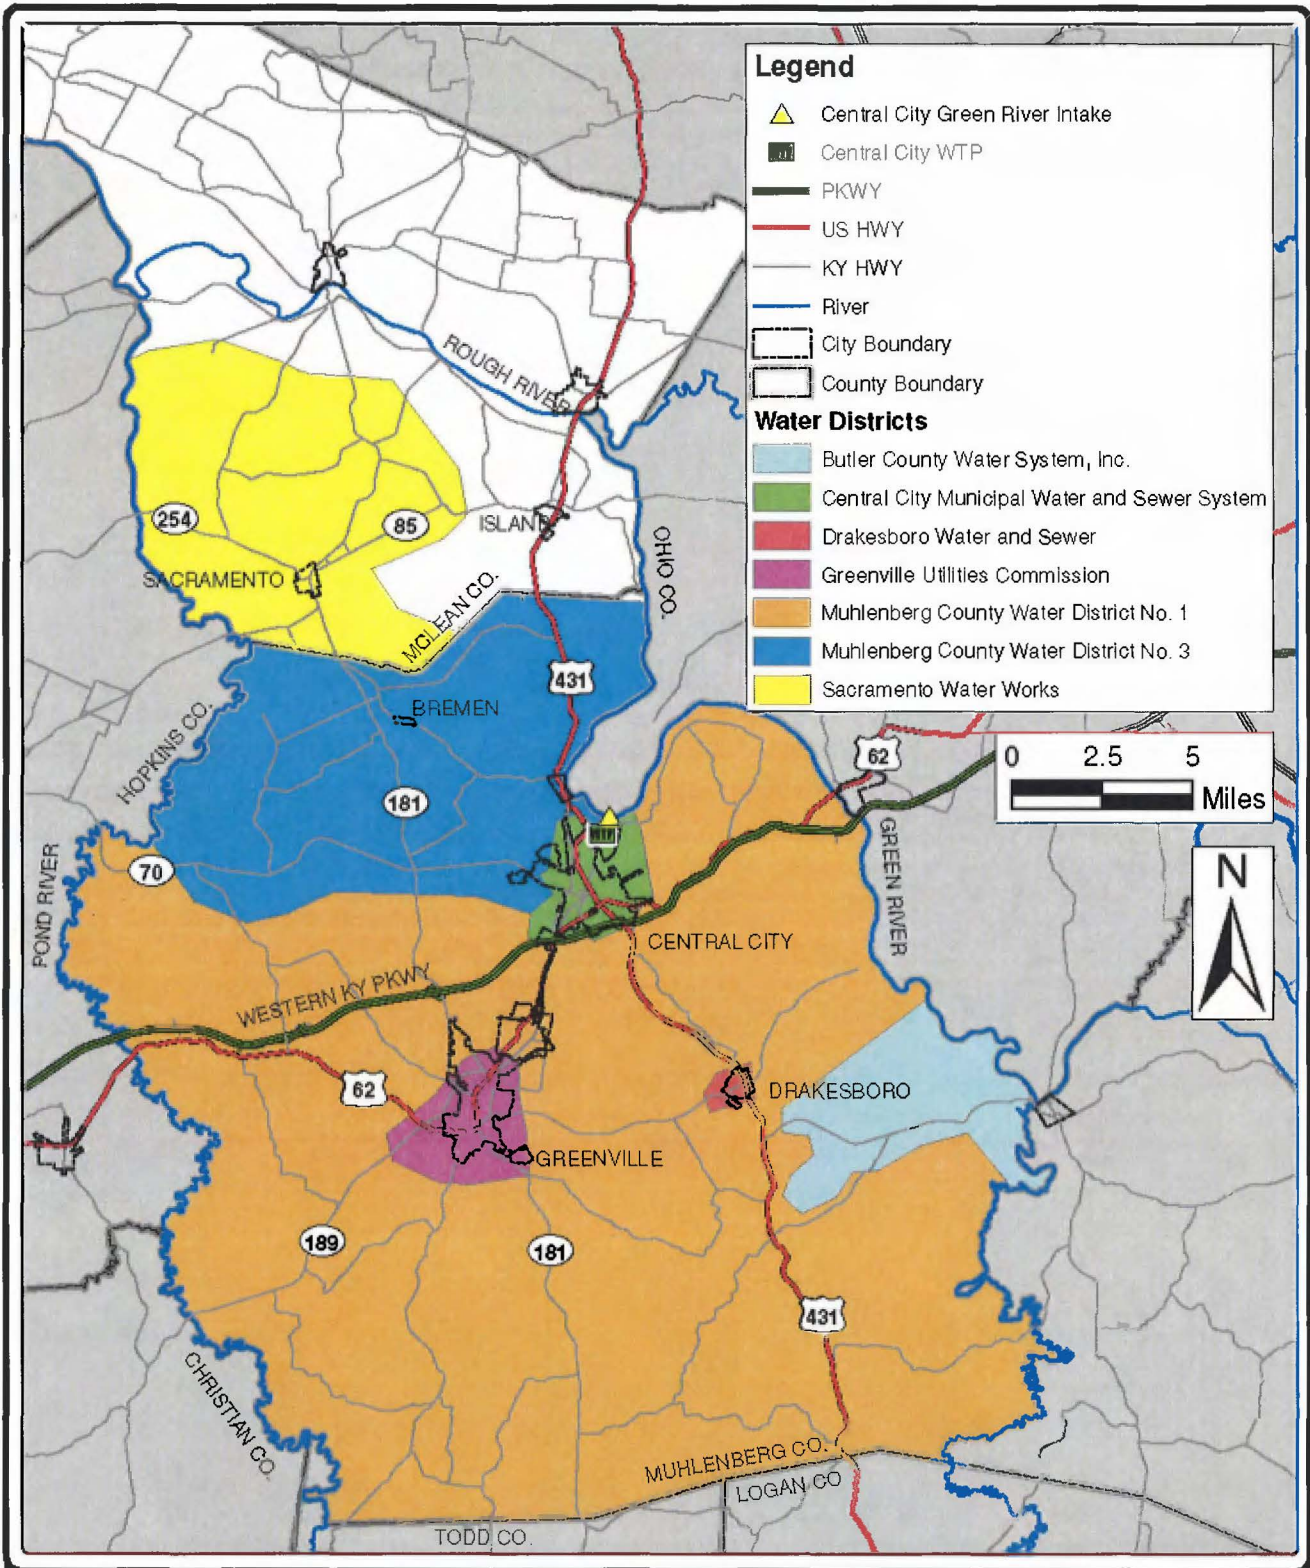 Legend
Central City Green River Intake
Central City WTP
PKWY
US HWY
KY HWY
River
City Boundary
County Boundary
Water Districts
Butler County Water System, Inc.
Central City Municipal Water and Sewer System
Drakesboro Water and Sewer
Greenville Utilities Commission
Muhlenberg County Water District No. 1
Muhlenberg County Water District No. 3
Sacramento Water Works
ROUGH RIVER
254
85
ISLAND
OHIO CO.
SACRAMENTO
MCLEAN CO.
431
BREMEN
HOPKINS CO.
62
0 2.5 5
Miles
181
WTP
GREEN RIVER
70
POND RIVER
N
CENTRAL CITY
WESTERN KY PKWY
62
DRAKESBORO
GREENVILLE
189
181
431
CHRISTIAN CO.
MUHLENBERG CO.
LOGAN CO
TODD CO.